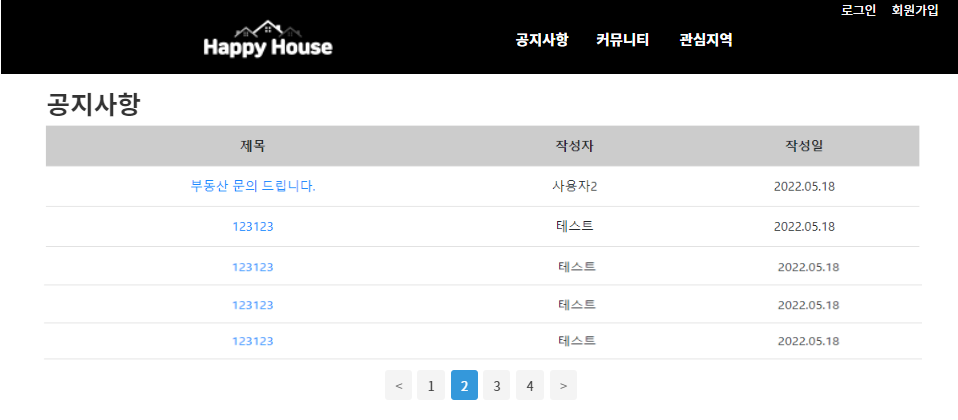 로그인 회원가입
Happy House 공지사항 커뮤니티 관심지역
공지사항
제목 작성자 작성일
부동산 문의 드립니다. 사용자2 2022.05.18
123123 테스트 2022.05.18
123123 테스트 2022.05.18
123123 테스트 2022.05.18
123123 테스트 2022.05.18
< 1 2 3 4 >